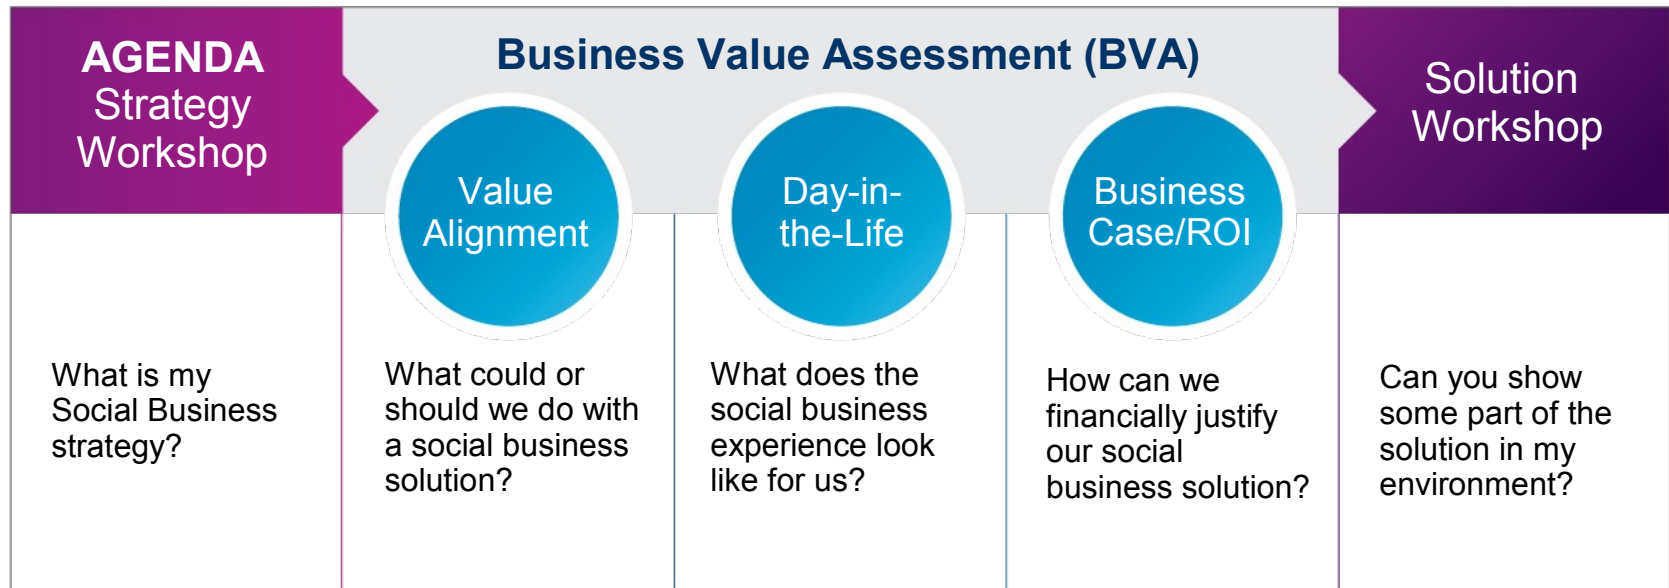 AGENDA
Strategy
Workshop
Business Value Assessment (BVA)
Solution
Workshop
Value
Alignment
Day-in-
the-Life
Business
Case/ROI
What is my
Social Business
strategy?
What could or
should we do with
a social business
solution?
What does the
social business
experience look
like for us?
How can we
financially justify
our social
business solution?
Can you show
some part of the
solution in my
environment?